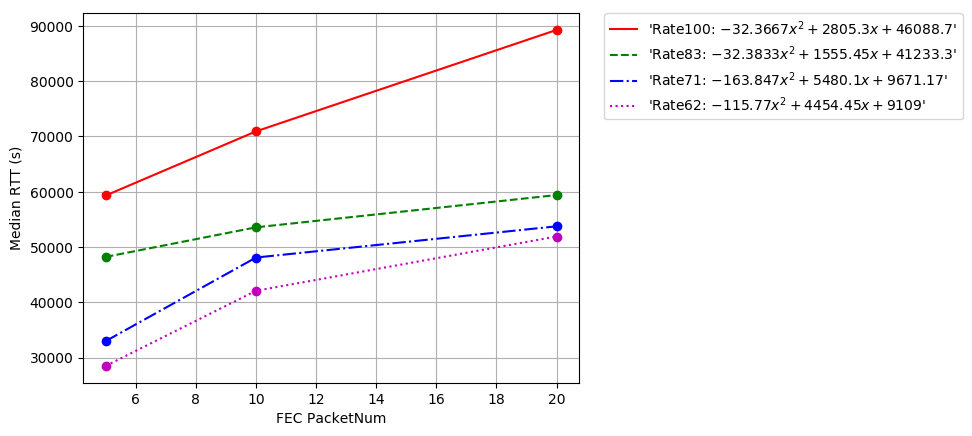 90000
80000
70000
60000
50000
40000
30000
Median RTT (s)
6 8 10 12 14 16 18 20
FEC PacketNum
'Rate100: −32.3667x² + 2805.3x + 46088.7'
'Rate83: −32.3833x² + 1555.45x + 41233.3'
'Rate71: −163.847x² + 5480.1x + 9671.17'
'Rate62: −115.77x² + 4454.45x + 9109'